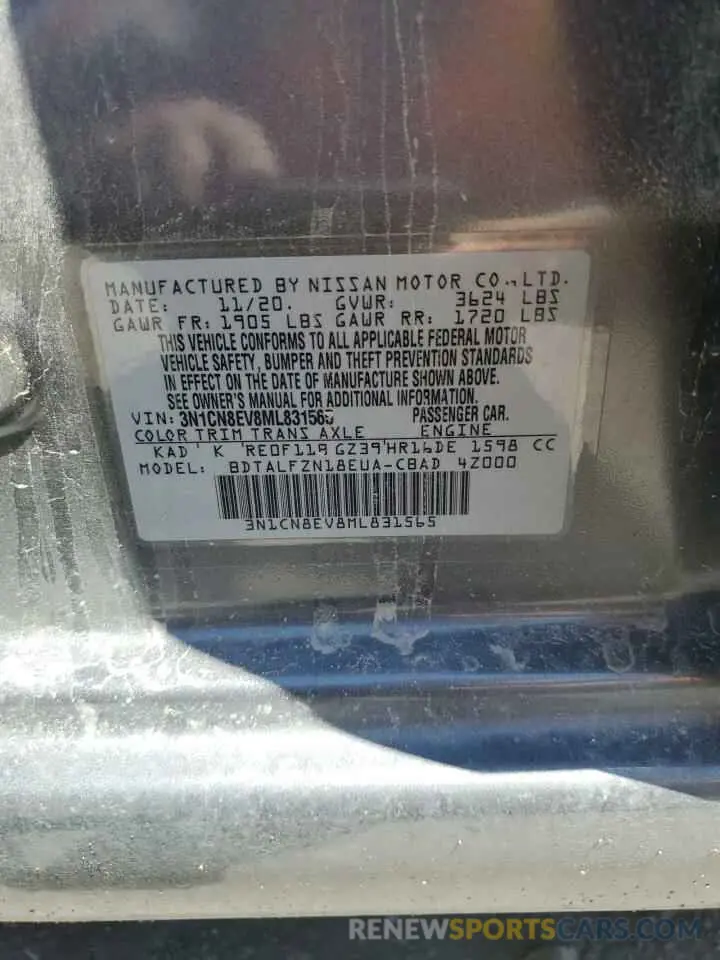 MANUFACTURED BY NISSAN MOTOR CO., LTD.
DATE: 11/20. GVWR: 3624 LBS
GAWR FR: 1905 LBS GAWR RR: 1720 LBS
THIS VEHICLE CONFORMS TO ALL APPLICABLE FEDERAL MOTOR
VEHICLE SAFETY, BUMPER AND THEFT PREVENTION STANDARDS
IN EFFECT ON THE DATE OF MANUFACTURE SHOWN ABOVE.
SEE OWNER'S MANUAL FOR ADDITIONAL INFORMATION.
VIN: 3N1CN8EV8ML831565 PASSENGER CAR.
COLOR TRIM TRANS AXLE ENGINE
KAD K RE0F11A GZ39 HR16DE 1598 CC
MODEL: BDTALFZN18EUA-CBAD 4Z000
3N1CN8EV8ML831565
RENEWSPORTSCARS.COM